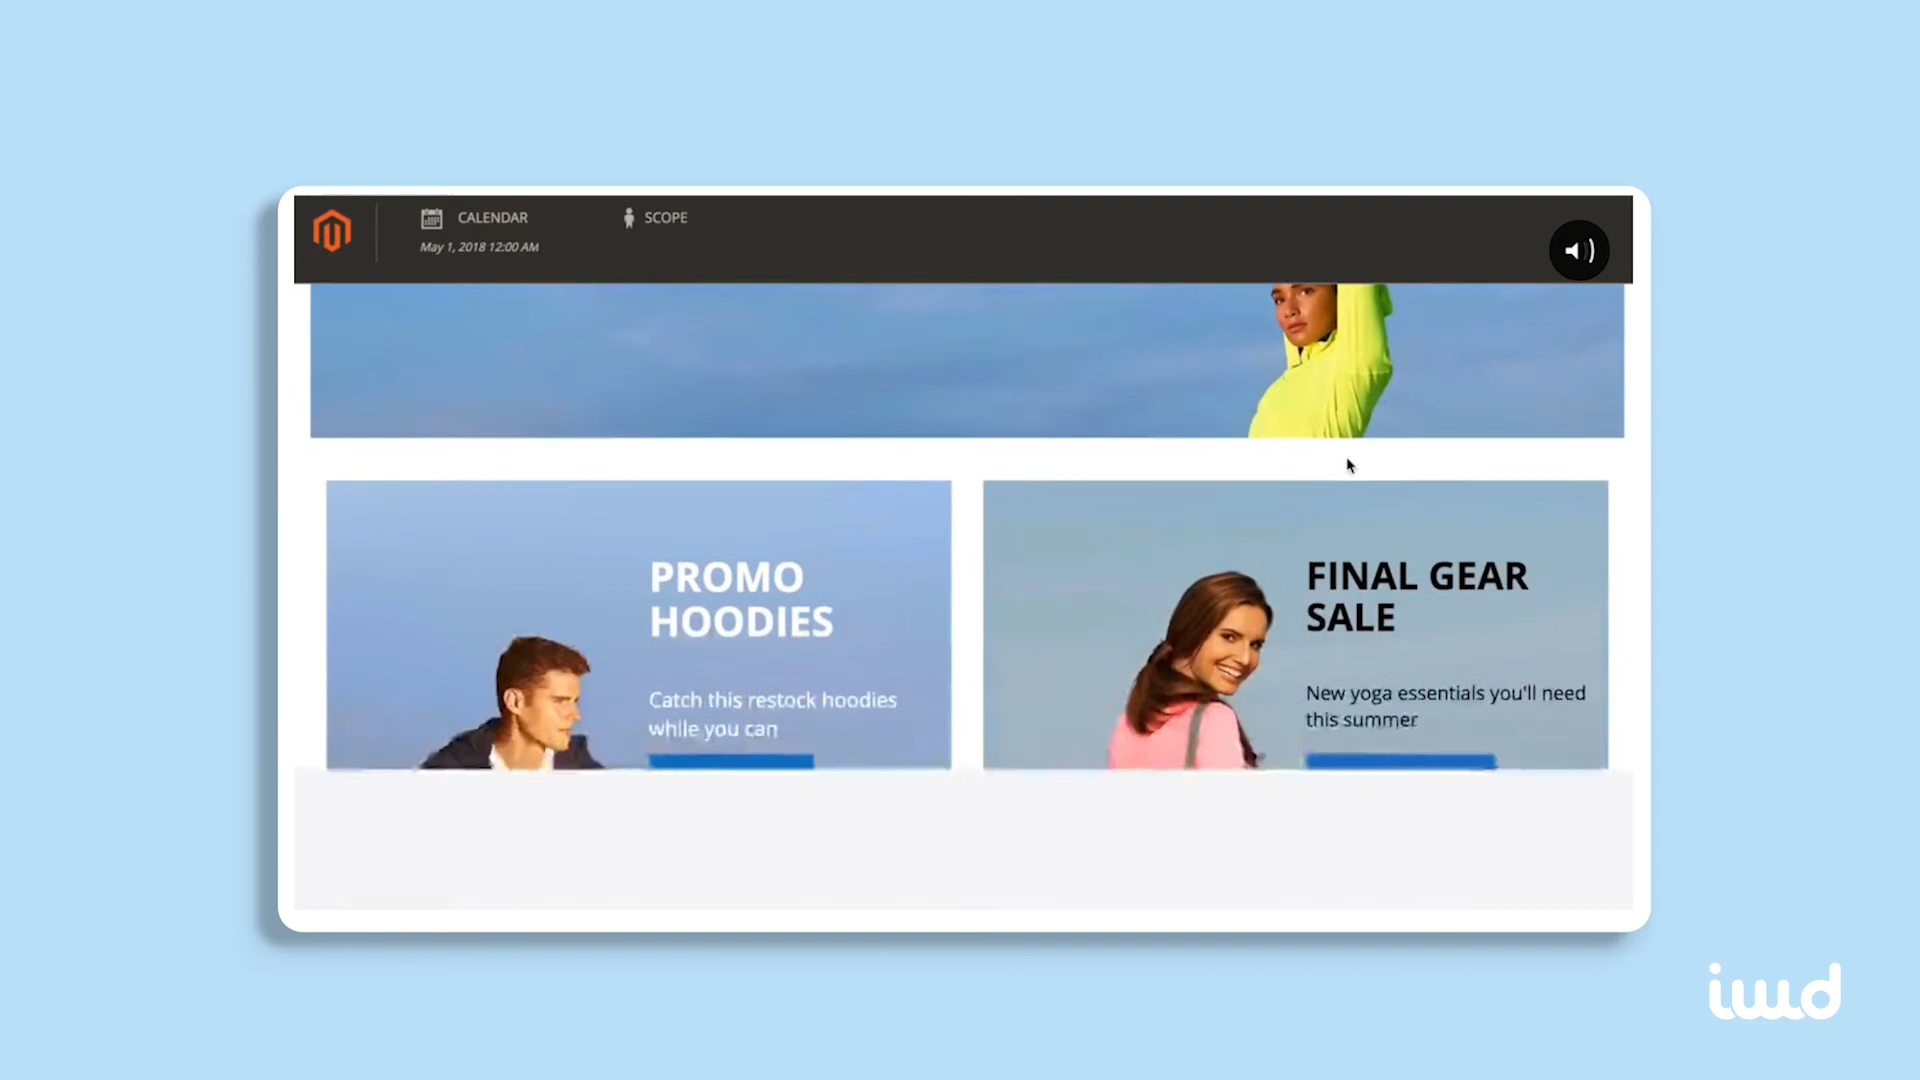 CALENDAR
SCOPE
May 1, 2018 12:00 AM
PROMO
HOODIES
Catch this restock hoodies
while you can
FINAL GEAR
SALE
New yoga essentials you'll need
this summer
iwd